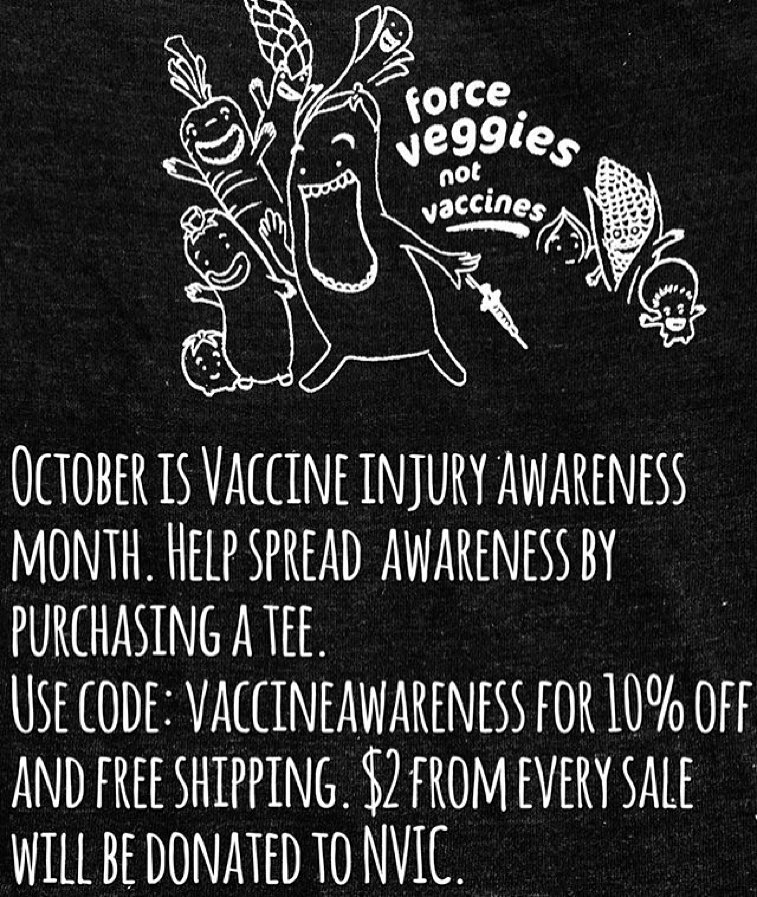 force
veggies
not
vaccines
October is Vaccine injury awareness
month. Help spread awareness by
purchasing a tee.
Use code: vaccineawareness for 10% off
and free shipping. $2 from every sale
will be donated to NVIC.